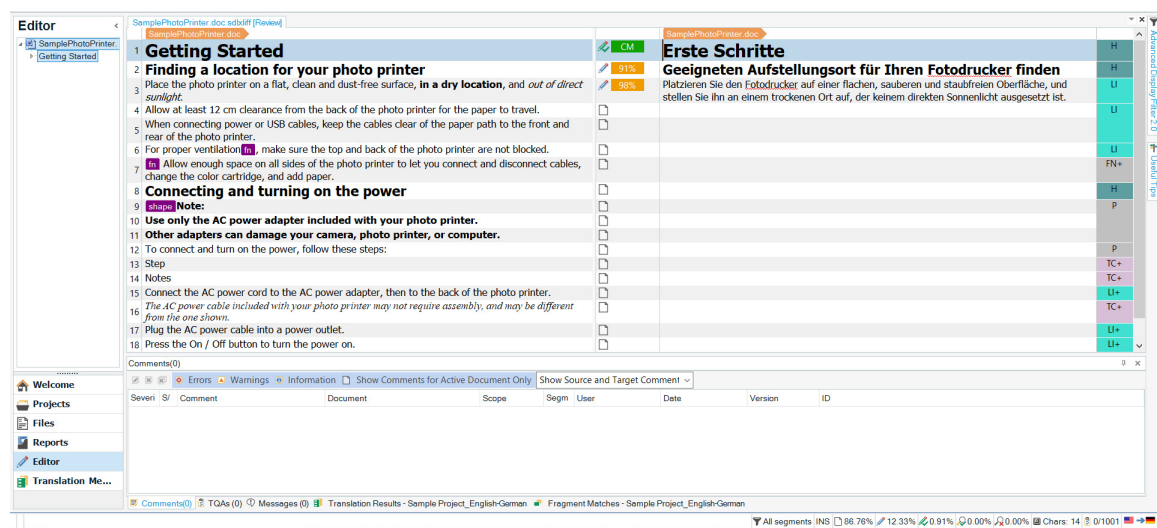 Editor
SamplePhotoPrinter.doc.sdlxliff [Review]
SamplePhotoPrinter.
Getting Started
SamplePhotoPrinter.doc
SamplePhotoPrinter.doc
1 Getting Started CM Erste Schritte H
2 Finding a location for your photo printer 91% Geeigneten Aufstellungsort für Ihren Fotodrucker finden H
3 Place the photo printer on a flat, clean and dust-free surface, in a dry location, and out of direct 98% Platzieren Sie den Fotodrucker auf einer flachen, sauberen und staubfreien Oberfläche, und LI
sunlight. stellen Sie ihn an einem trockenen Ort auf, der keinem direkten Sonnenlicht ausgesetzt ist.
4 Allow at least 12 cm clearance from the back of the photo printer for the paper to travel. LI
5 When connecting power or USB cables, keep the cables clear of the paper path to the front and
rear of the photo printer.
6 For proper ventilation fn , make sure the top and back of the photo printer are not blocked. LI
7 fn Allow enough space on all sides of the photo printer to let you connect and disconnect cables, FN+
change the color cartridge, and add paper.
8 Connecting and turning on the power H
9 shape Note: P
10 Use only the AC power adapter included with your photo printer.
11 Other adapters can damage your camera, photo printer, or computer.
12 To connect and turn on the power, follow these steps: P
13 Step TC+
14 Notes TC+
15 Connect the AC power cord to the AC power adapter, then to the back of the photo printer. LI+
16 The AC power cable included with your photo printer may not require assembly, and may be different TC+
from the one shown.
17 Plug the AC power cable into a power outlet. LI+
18 Press the On / Off button to turn the power on. LI+
Advanced Display Filter 2.0
Useful Tips
Comments(0)
Errors Warnings Information Show Comments for Active Document Only Show Source and Target Comment
Severi S/ Comment Document Scope Segm User Date Version ID
Welcome
Projects
Files
Reports
Editor
Translation Me...
Comments(0) TQAs (0) Messages (0) Translation Results - Sample Project_English-German Fragment Matches - Sample Project_English-German
All segments INS 86.76% 12.33% 0.91% 0.00% 0.00% Chars: 14 0/1001